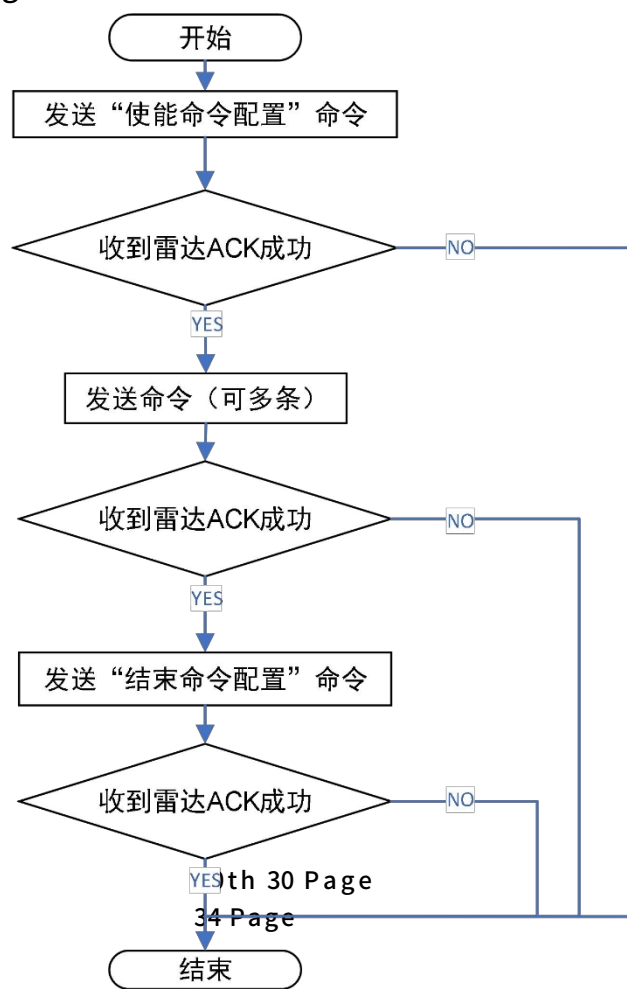 开始
发送“使能命令配置”命令
收到雷达ACK成功
NO
YES
发送命令（可多条）
收到雷达ACK成功
NO
YES
发送“结束命令配置”命令
收到雷达ACK成功
NO
YES
th 30 Page
34 Page
结束